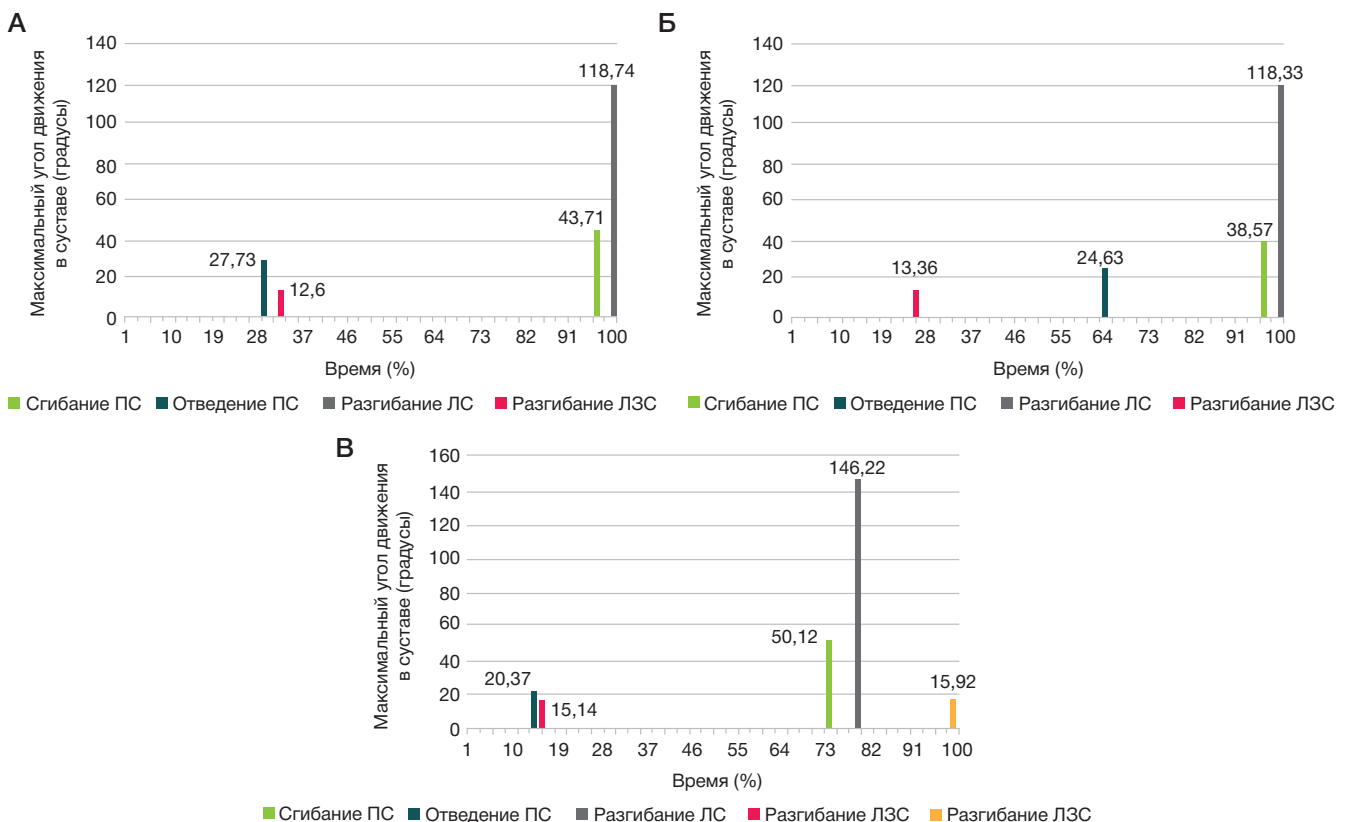 А
Максимальный угол движения
в суставе (градусы)
140
120
100
80
60
40
20
0
118,74
43,71
27,73
12,6
1 10 19 28 37 46 55 64 73 82 91 100
Время (%)
Сгибание ПС Отведение ПС Разгибание ЛС Разгибание ЛЗС
Б
Максимальный угол движения
в суставе (градусы)
140
120
100
80
60
40
20
0
118,33
38,57
24,63
13,36
1 10 19 28 37 46 55 64 73 82 91 100
Время (%)
Сгибание ПС Отведение ПС Разгибание ЛС Разгибание ЛЗС
В
Максимальный угол движения
в суставе (градусы)
160
140
120
100
80
60
40
20
0
146,22
50,12
20,37
15,14
15,92
1 10 19 28 37 46 55 64 73 82 91 100
Время (%)
Сгибание ПС Отведение ПС Разгибание ЛС Разгибание ЛЗС Разгибание ЛЗС